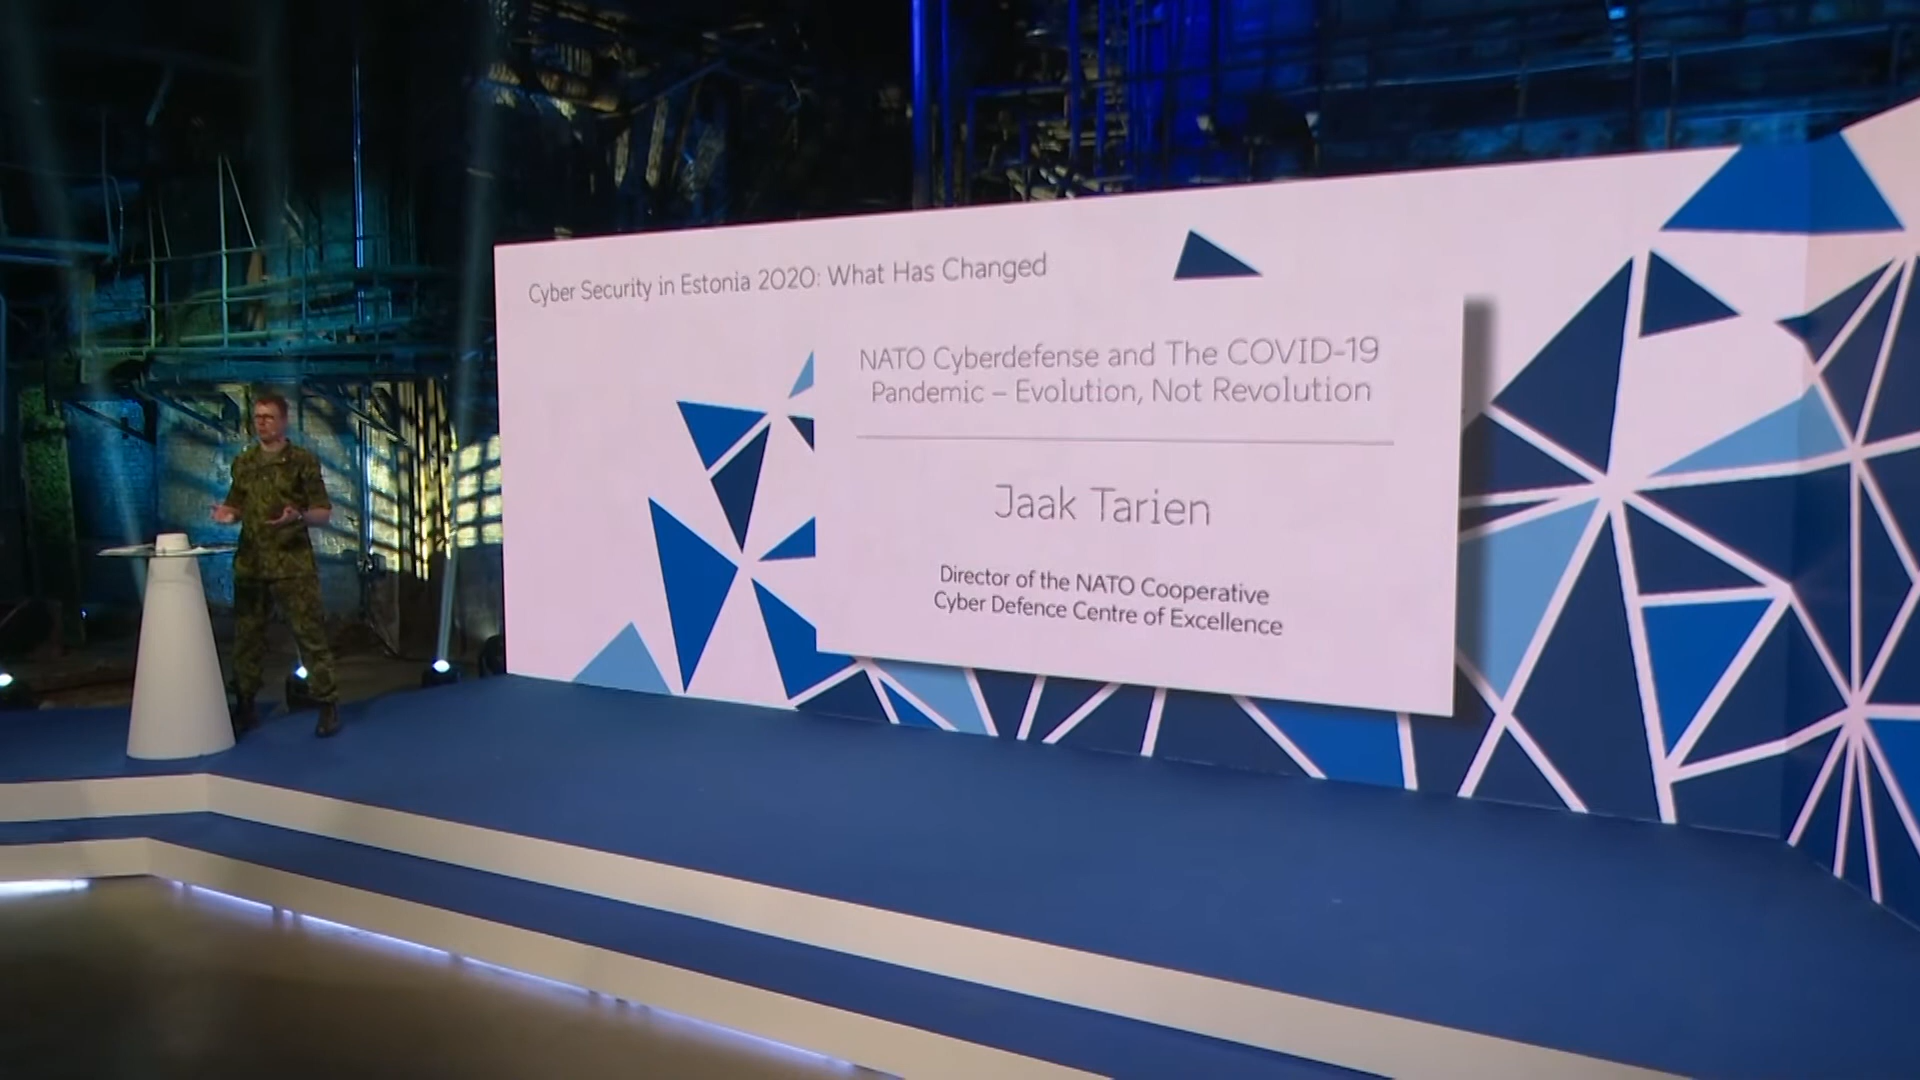 Cyber Security in Estonia 2020: What Has Changed
NATO Cyberdefense and The COVID-19
Pandemic – Evolution, Not Revolution
Jaak Tarien
Director of the NATO Cooperative
Cyber Defence Centre of Excellence